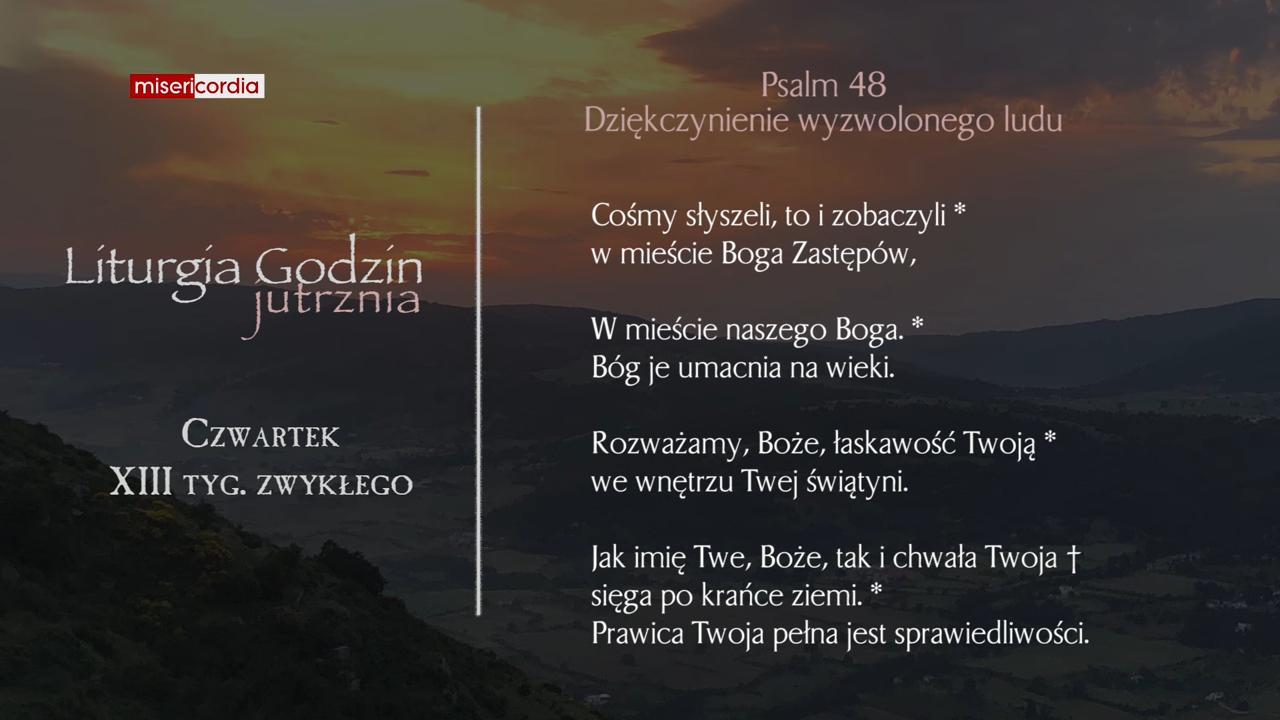 misericordia
Liturgia Godzin
jutrznia
Czwartek
XIII tyg. zwykłego
Psalm 48
Dziękczynienie wyzwolonego ludu
Cośmy słyszeli, to i zobaczyli *
w mieście Boga Zastępów,
W mieście naszego Boga. *
Bóg je umacnia na wieki.
Rozważamy, Boże, łaskawość Twoją *
we wnętrzu Twej świątyni.
Jak imię Twe, Boże, tak i chwała Twoja †
sięga po krańce ziemi. *
Prawica Twoja pełna jest sprawiedliwości.